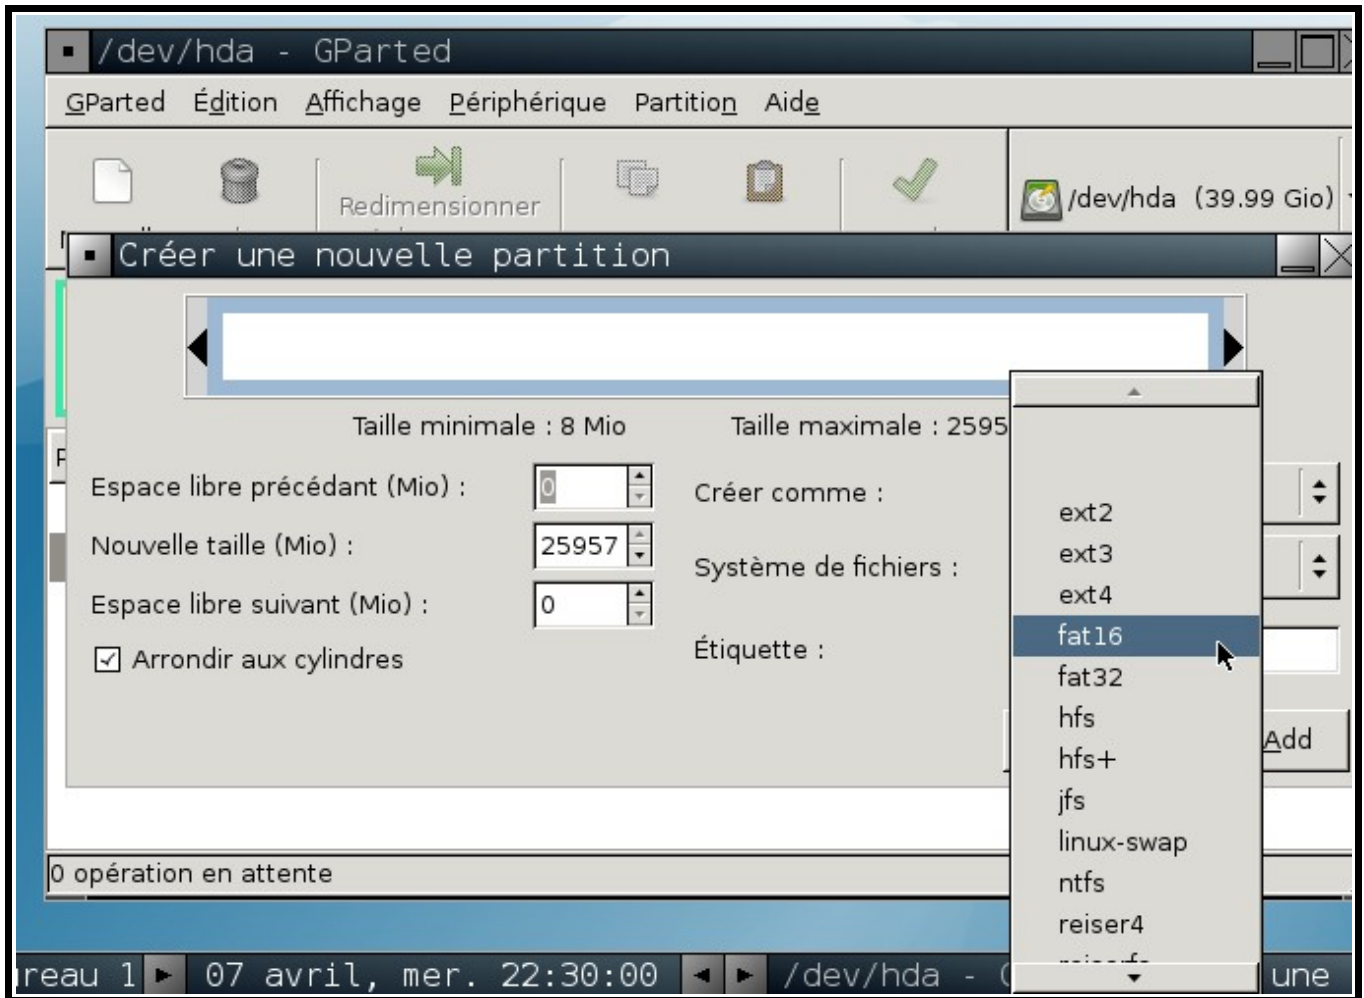 /dev/hda - GParted
GParted Édition Affichage Périphérique Partition Aide
Redimensionner
/dev/hda (39.99 Gio)
Créer une nouvelle partition
Taille minimale : 8 Mio Taille maximale : 2595
Espace libre précédant (Mio) : 0
Nouvelle taille (Mio) : 25957
Espace libre suivant (Mio) : 0
Arrondir aux cylindres
Créer comme :
Système de fichiers :
Étiquette :
ext2
ext3
ext4
fat16
fat32
hfs
hfs+
jfs
linux-swap
ntfs
reiser4
Add
0 opération en attente
reau 1 07 avril, mer. 22:30:00 /dev/hda - une